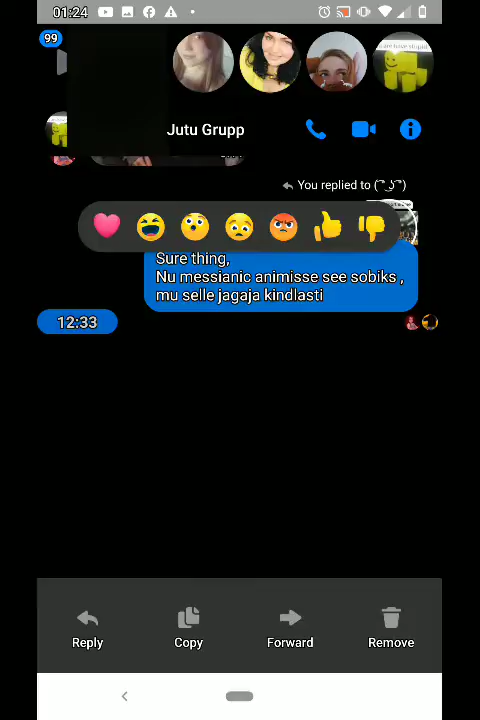 01:24
99
Jutu Grupp
You replied to ( ͡° ͜ʖ ͡°)
Sure thing,
Nu messianic animisse see sobiks ,
mu selle jagaja kindlasti
12:33
Reply
Copy
Forward
Remove